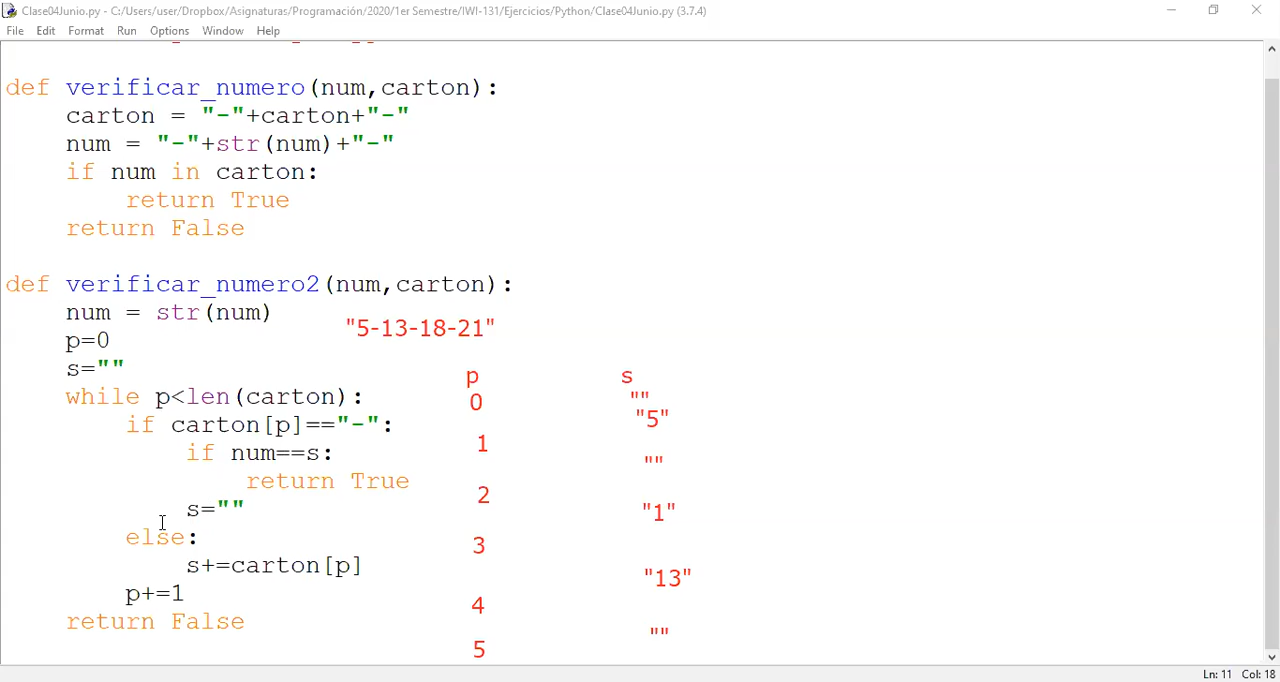 Clase04Junio.py - C:/Users/user/Dropbox/Asignaturas/Programación/2020/1er Semestre/IWI-131/Ejercicios/Python/Clase04Junio.py (3.7.4)
File Edit Format Run Options Window Help
def verificar_numero(num,carton):
    carton = "-"+carton+"-"
    num = "-"+str(num)+"-"
    if num in carton:
        return True
    return False
def verificar_numero2(num,carton):
    num = str(num)
"5-13-18-21"
    p=0
    s=""
p s
    while p<len(carton):
""
0
"5"
        if carton[p]=="-":
1
            if num==s:
""
                return True
2
            s=""
"1"
        else:
3
            s+=carton[p]
"13"
        p+=1
4
    return False
""
5
Ln: 11 Col: 18